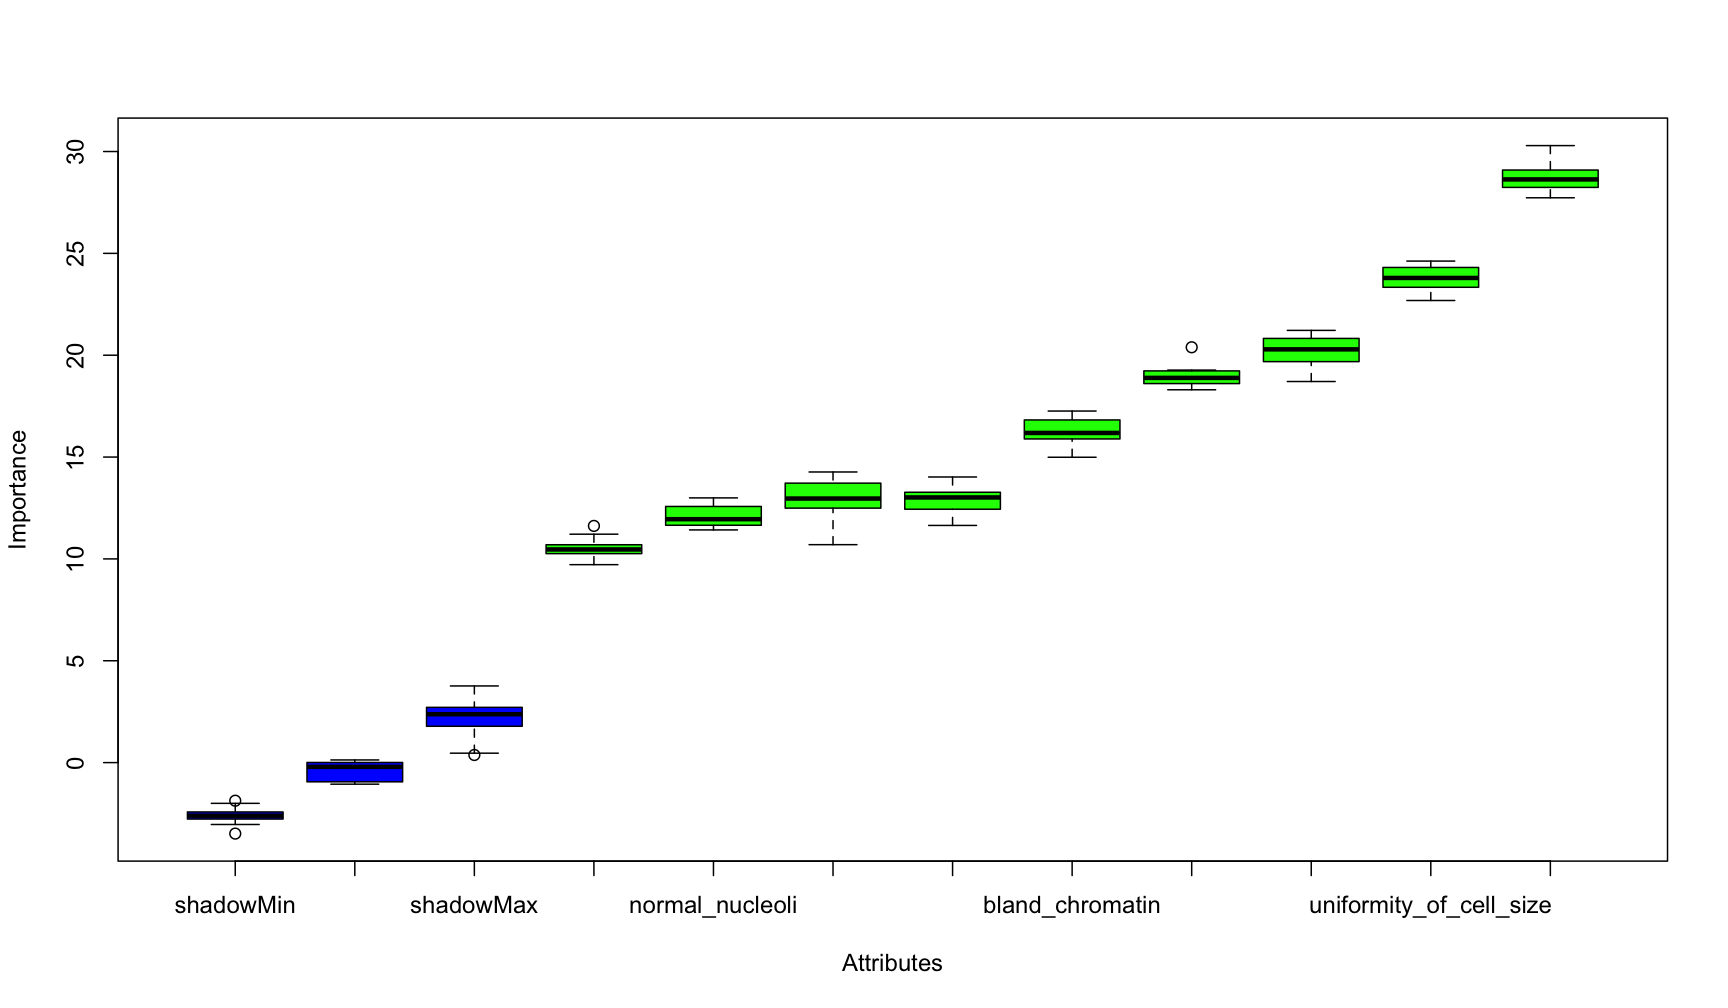 30
25
20
15
10
5
0
Importance
shadowMin shadowMax normal_nucleoli bland_chromatin uniformity_of_cell_size
Attributes